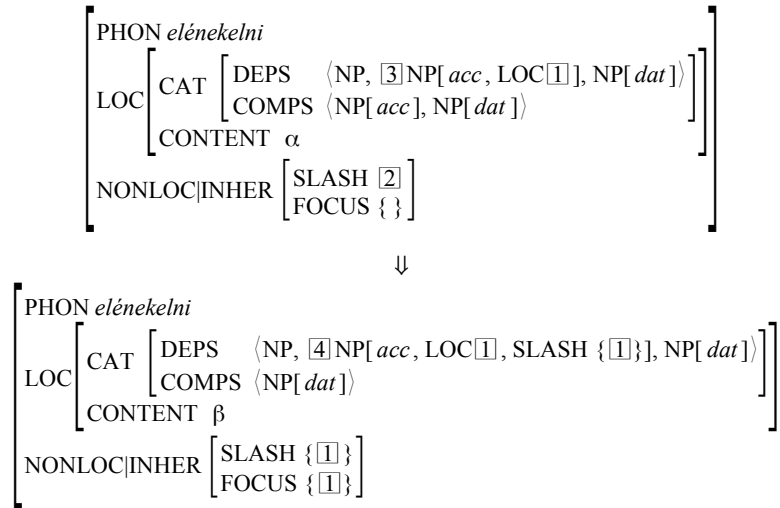 PHON elénekelni
LOC CAT DEPS ⟨NP, 3 NP[acc, LOC 1], NP[dat]⟩
COMPS ⟨NP[acc], NP[dat]⟩
CONTENT α
NONLOC|INHER SLASH 2
FOCUS { }
⇓
PHON elénekelni
LOC CAT DEPS ⟨NP, 4 NP[acc, LOC 1, SLASH {1}], NP[dat]⟩
COMPS ⟨NP[dat]⟩
CONTENT β
NONLOC|INHER SLASH {1}
FOCUS {1}